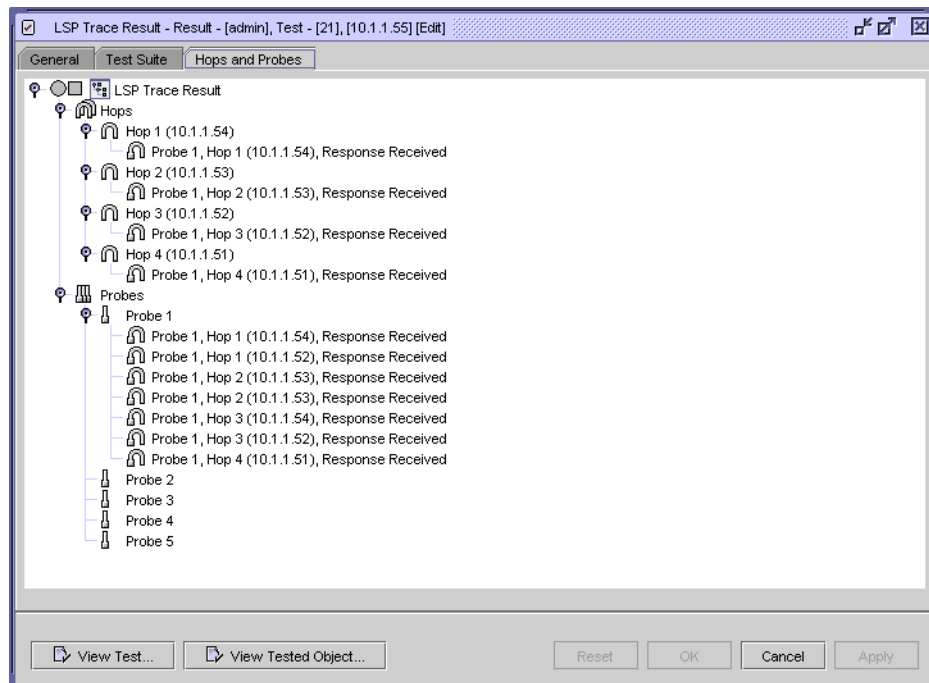 LSP Trace Result - Result - [admin], Test - [21], [10.1.1.55] [Edit]
General Test Suite Hops and Probes
LSP Trace Result
Hops
Hop 1 (10.1.1.54)
Probe 1, Hop 1 (10.1.1.54), Response Received
Hop 2 (10.1.1.53)
Probe 1, Hop 2 (10.1.1.53), Response Received
Hop 3 (10.1.1.52)
Probe 1, Hop 3 (10.1.1.52), Response Received
Hop 4 (10.1.1.51)
Probe 1, Hop 4 (10.1.1.51), Response Received
Probes
Probe 1
Probe 1, Hop 1 (10.1.1.54), Response Received
Probe 1, Hop 1 (10.1.1.52), Response Received
Probe 1, Hop 2 (10.1.1.53), Response Received
Probe 1, Hop 2 (10.1.1.53), Response Received
Probe 1, Hop 3 (10.1.1.54), Response Received
Probe 1, Hop 3 (10.1.1.52), Response Received
Probe 1, Hop 4 (10.1.1.51), Response Received
Probe 2
Probe 3
Probe 4
Probe 5
View Test... View Tested Object... Reset OK Cancel Apply